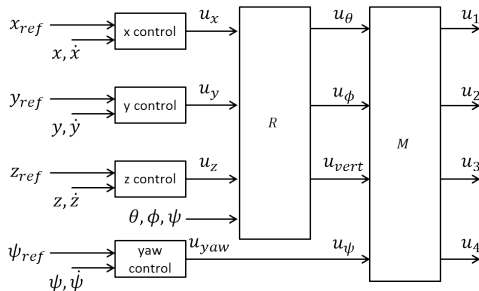 x_ref
x, ẋ
x control
u_x
y_ref
y, ẏ
y control
u_y
z_ref
z, ż
z control
u_z
θ, ϕ, ψ
R
u_θ
u_ϕ
u_vert
ψ_ref
ψ, ψ̇
yaw
control
u_yaw
u_ψ
M
u_1
u_2
u_3
u_4